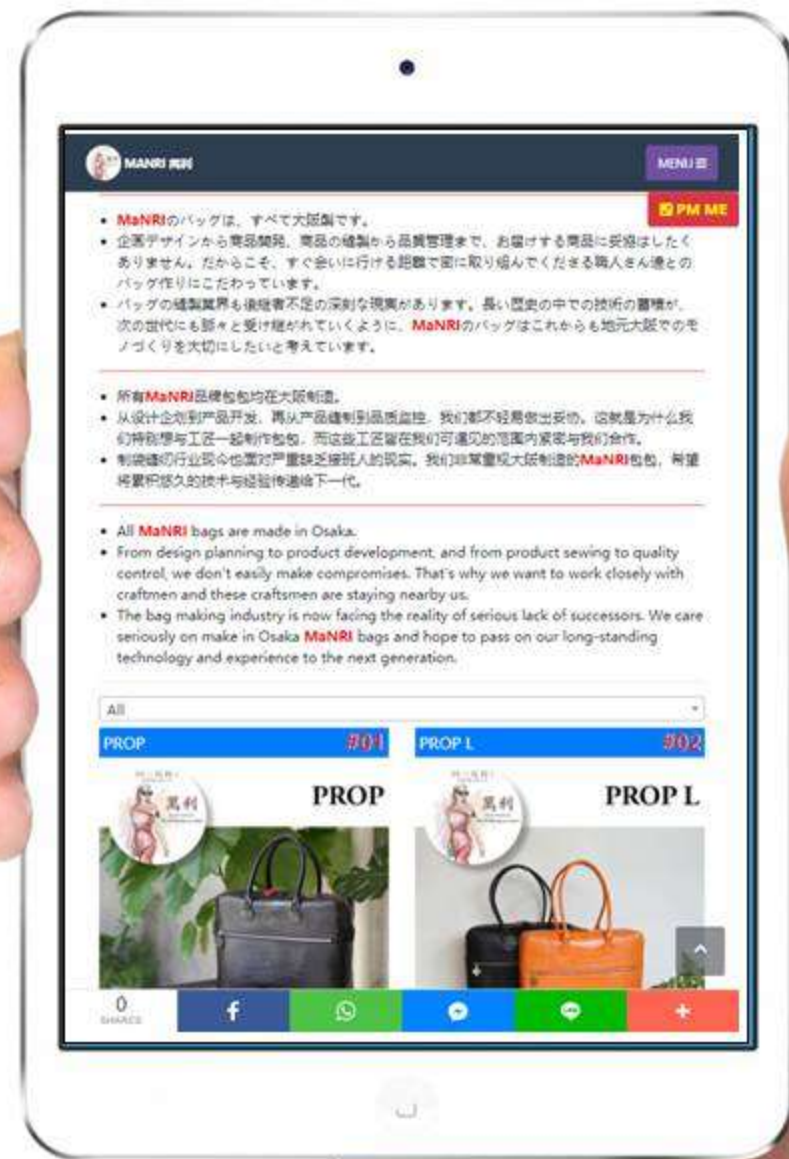 MANRI 萬利
MENU
PM ME
MaNRIのバッグは、すべて大阪製です。
企画デザインから商品開発、商品の縫製から品質管理まで、お届けする商品に妥協はしたく
ありません。だからこそ、すぐ会いに行ける距離で密に取り組んでくださる職人さん達との
バッグ作りにこだわっています。
バッグの縫製業界も後継者不足の深刻な現実があります。長い歴史の中での技術の蓄積が、
次の世代にも脈々と受け継がれていくように、MaNRIのバッグはこれからも地元大阪でのモ
ノづくりを大切にしたいと考えています。
所有MaNRI品牌包包均在大阪制造。
从设计企划到产品开发，再从产品缝制到品质监控，我们都不轻易做出妥协。这就是为什么我
们特别想与工匠一起制作包包，而这些工匠皆在我们可遇见的范围内紧密与我们合作。
制袋缝纫行业现今也面对严重缺乏接班人的现实。我们非常重视大阪制造的MaNRI包包，希望
将累积悠久的技术与经验传递给下一代。
All MaNRI bags are made in Osaka.
From design planning to product development, and from product sewing to quality
control, we don't easily make compromises. That's why we want to work closely with
craftmen and these craftsmen are staying nearby us.
The bag making industry is now facing the reality of serious lack of successors. We care
seriously on make in Osaka MaNRI bags and hope to pass on our long-standing
technology and experience to the next generation.
All
PROP #01 PROP L #02
萬利 PROP 萬利 PROP L
0
SHARES